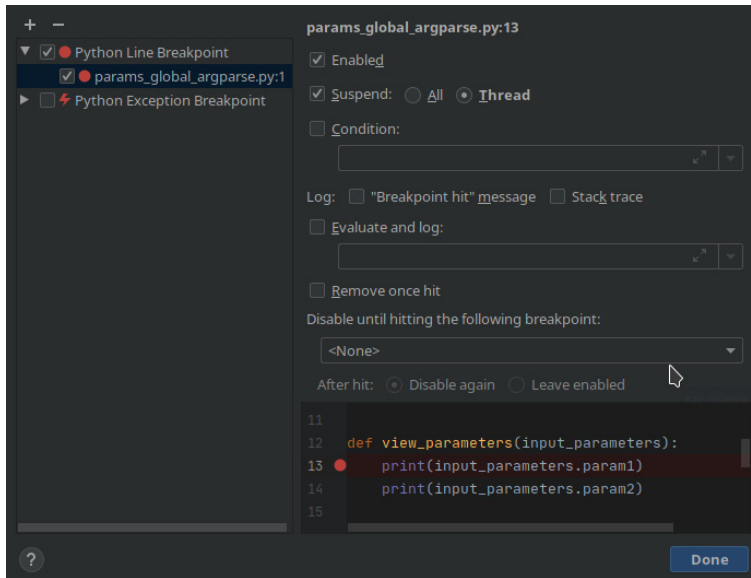 Python Line Breakpoint
params_global_argparse.py:1
Python Exception Breakpoint
params_global_argparse.py:13
Enabled
Suspend: All Thread
Condition:
Log: "Breakpoint hit" message Stack trace
Evaluate and log:
Remove once hit
Disable until hitting the following breakpoint:
<None>
After hit: Disable again Leave enabled
11
12 def view_parameters(input_parameters):
13 print(input_parameters.param1)
14 print(input_parameters.param2)
15
? Done